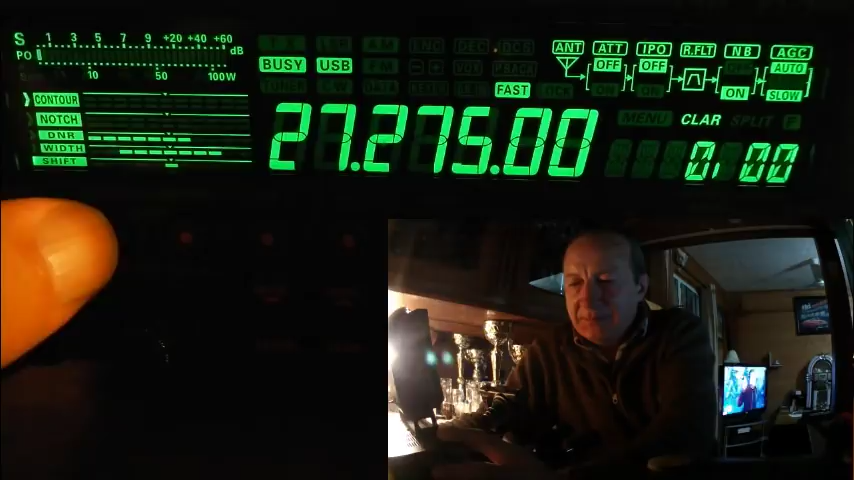 S 1 3 5 7 9 +20 +40 +60 dB
PO 10 50 100W
BUSY USB
FAST
ANT ATT IPO R.FLT NB AGC
OFF OFF AUTO
ON SLOW
CONTOUR
NOTCH
DNR
WIDTH
SHIFT
27.275.00
MENU CLAR SPLIT
0.00